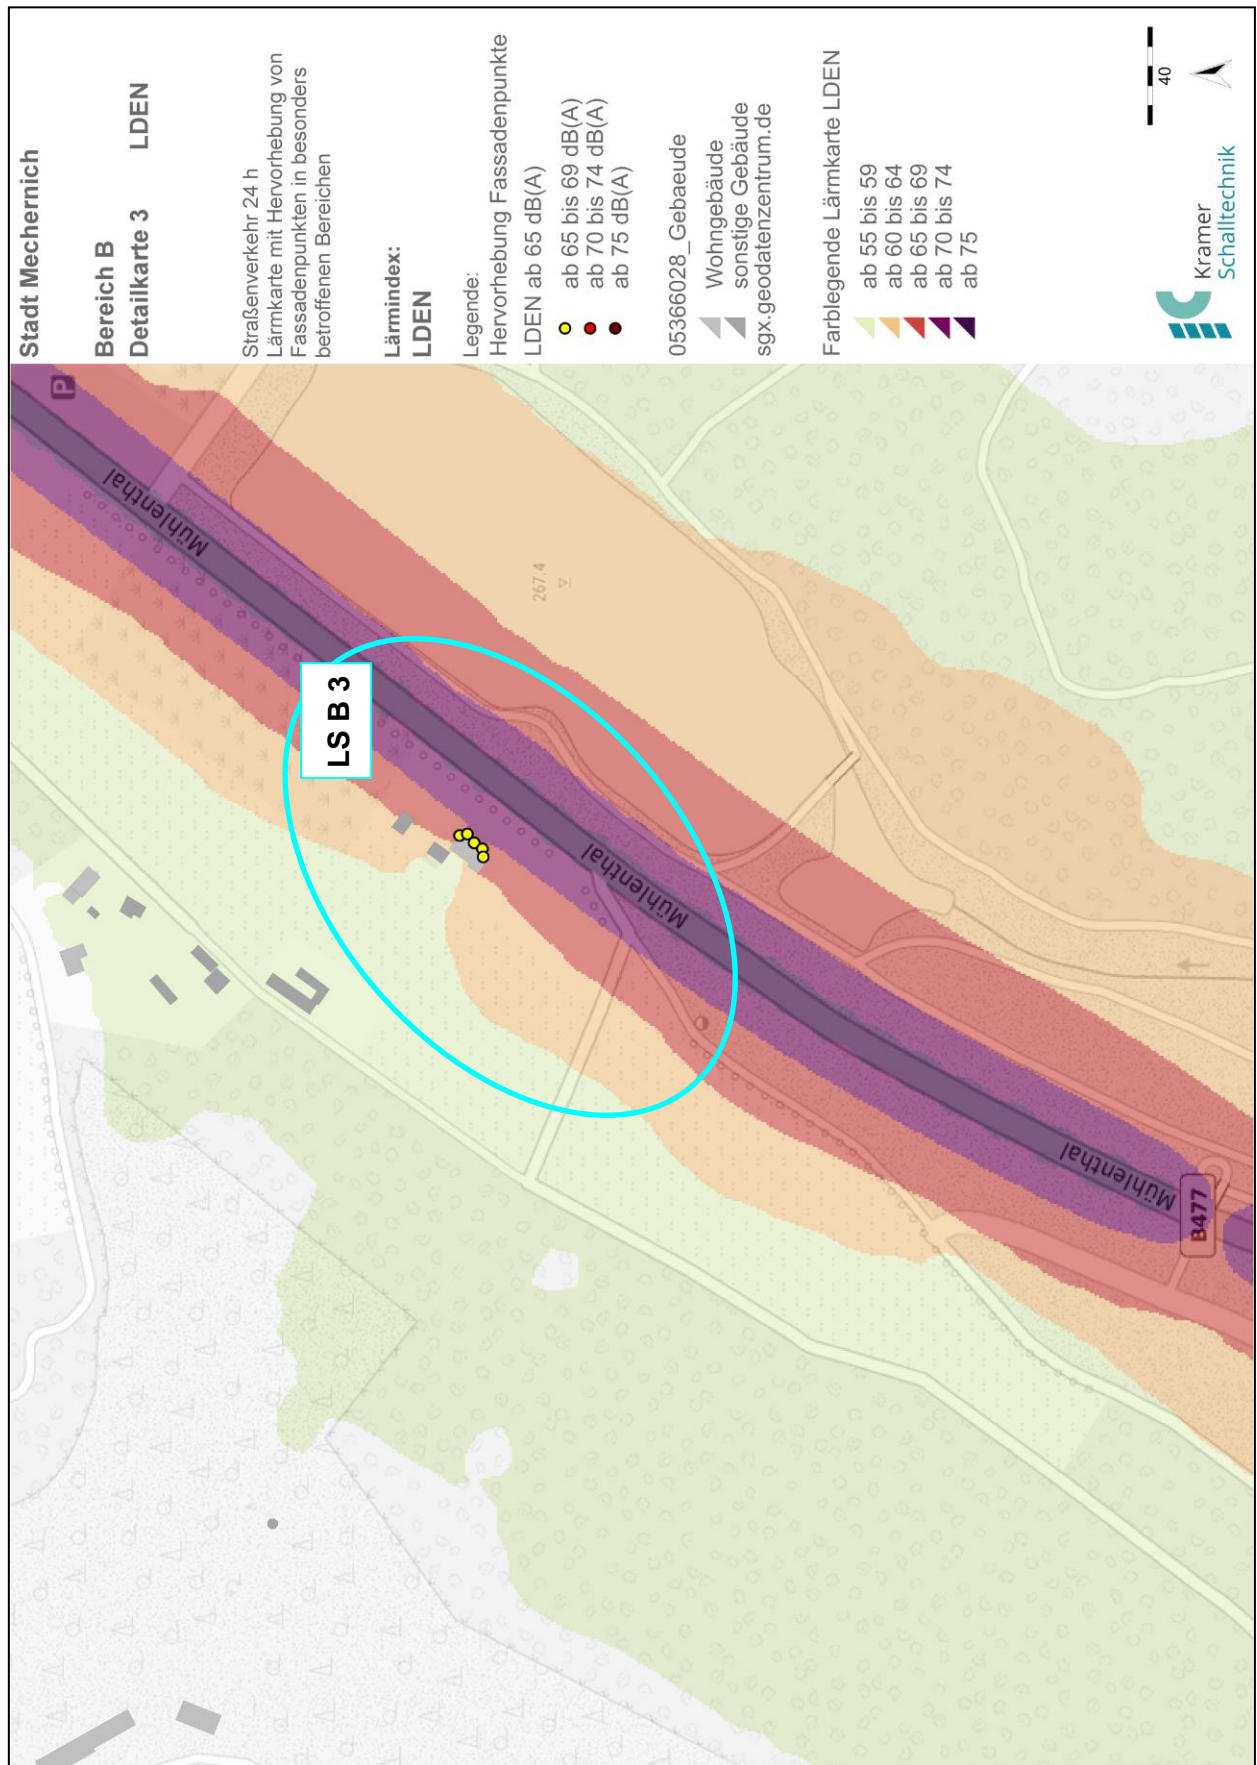 Stadt Mechernich
Bereich B
Detailkarte 3 LDEN
Straßenverkehr 24 h
Lärmkarte mit Hervorhebung von
Fassadenpunkten in besonders
betroffenen Bereichen
Lärmindex:
LDEN
Legende:
Hervorhebung Fassadenpunkte
LDEN ab 65 dB(A)
ab 65 bis 69 dB(A)
ab 70 bis 74 dB(A)
ab 75 dB(A)
05366028_Gebaeude
Wohngebäude
sonstige Gebäude
sgx.geodatenzentrum.de
Farblegende Lärmkarte LDEN
ab 55 bis 59
ab 60 bis 64
ab 65 bis 69
ab 70 bis 74
ab 75
40
Kramer
Schalltechnik
P
Mühlenthal
267.4
LS B 3
Mühlenthal
Mühlenthal
B477